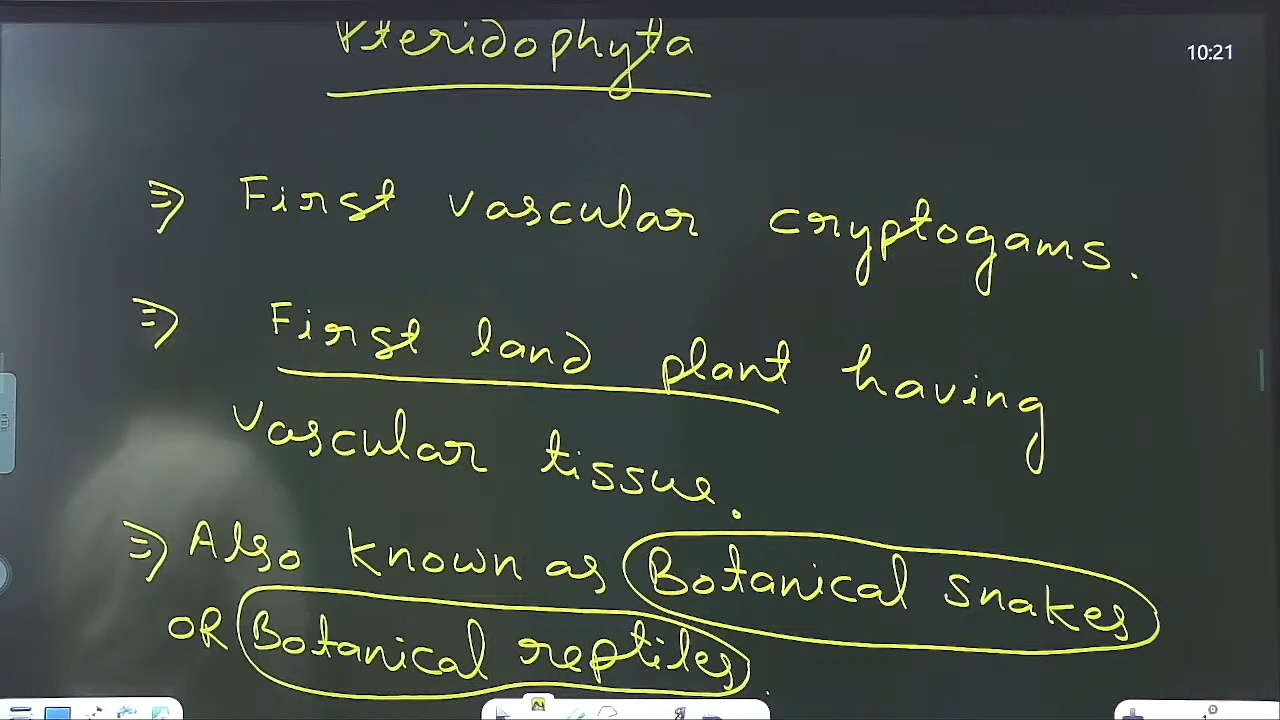 Pteridophyta
10:21
⇒ First vascular cryptogams.
⇒ First land plant having
vascular tissue.
⇒ Also known as Botanical snakes
OR Botanical reptiles.